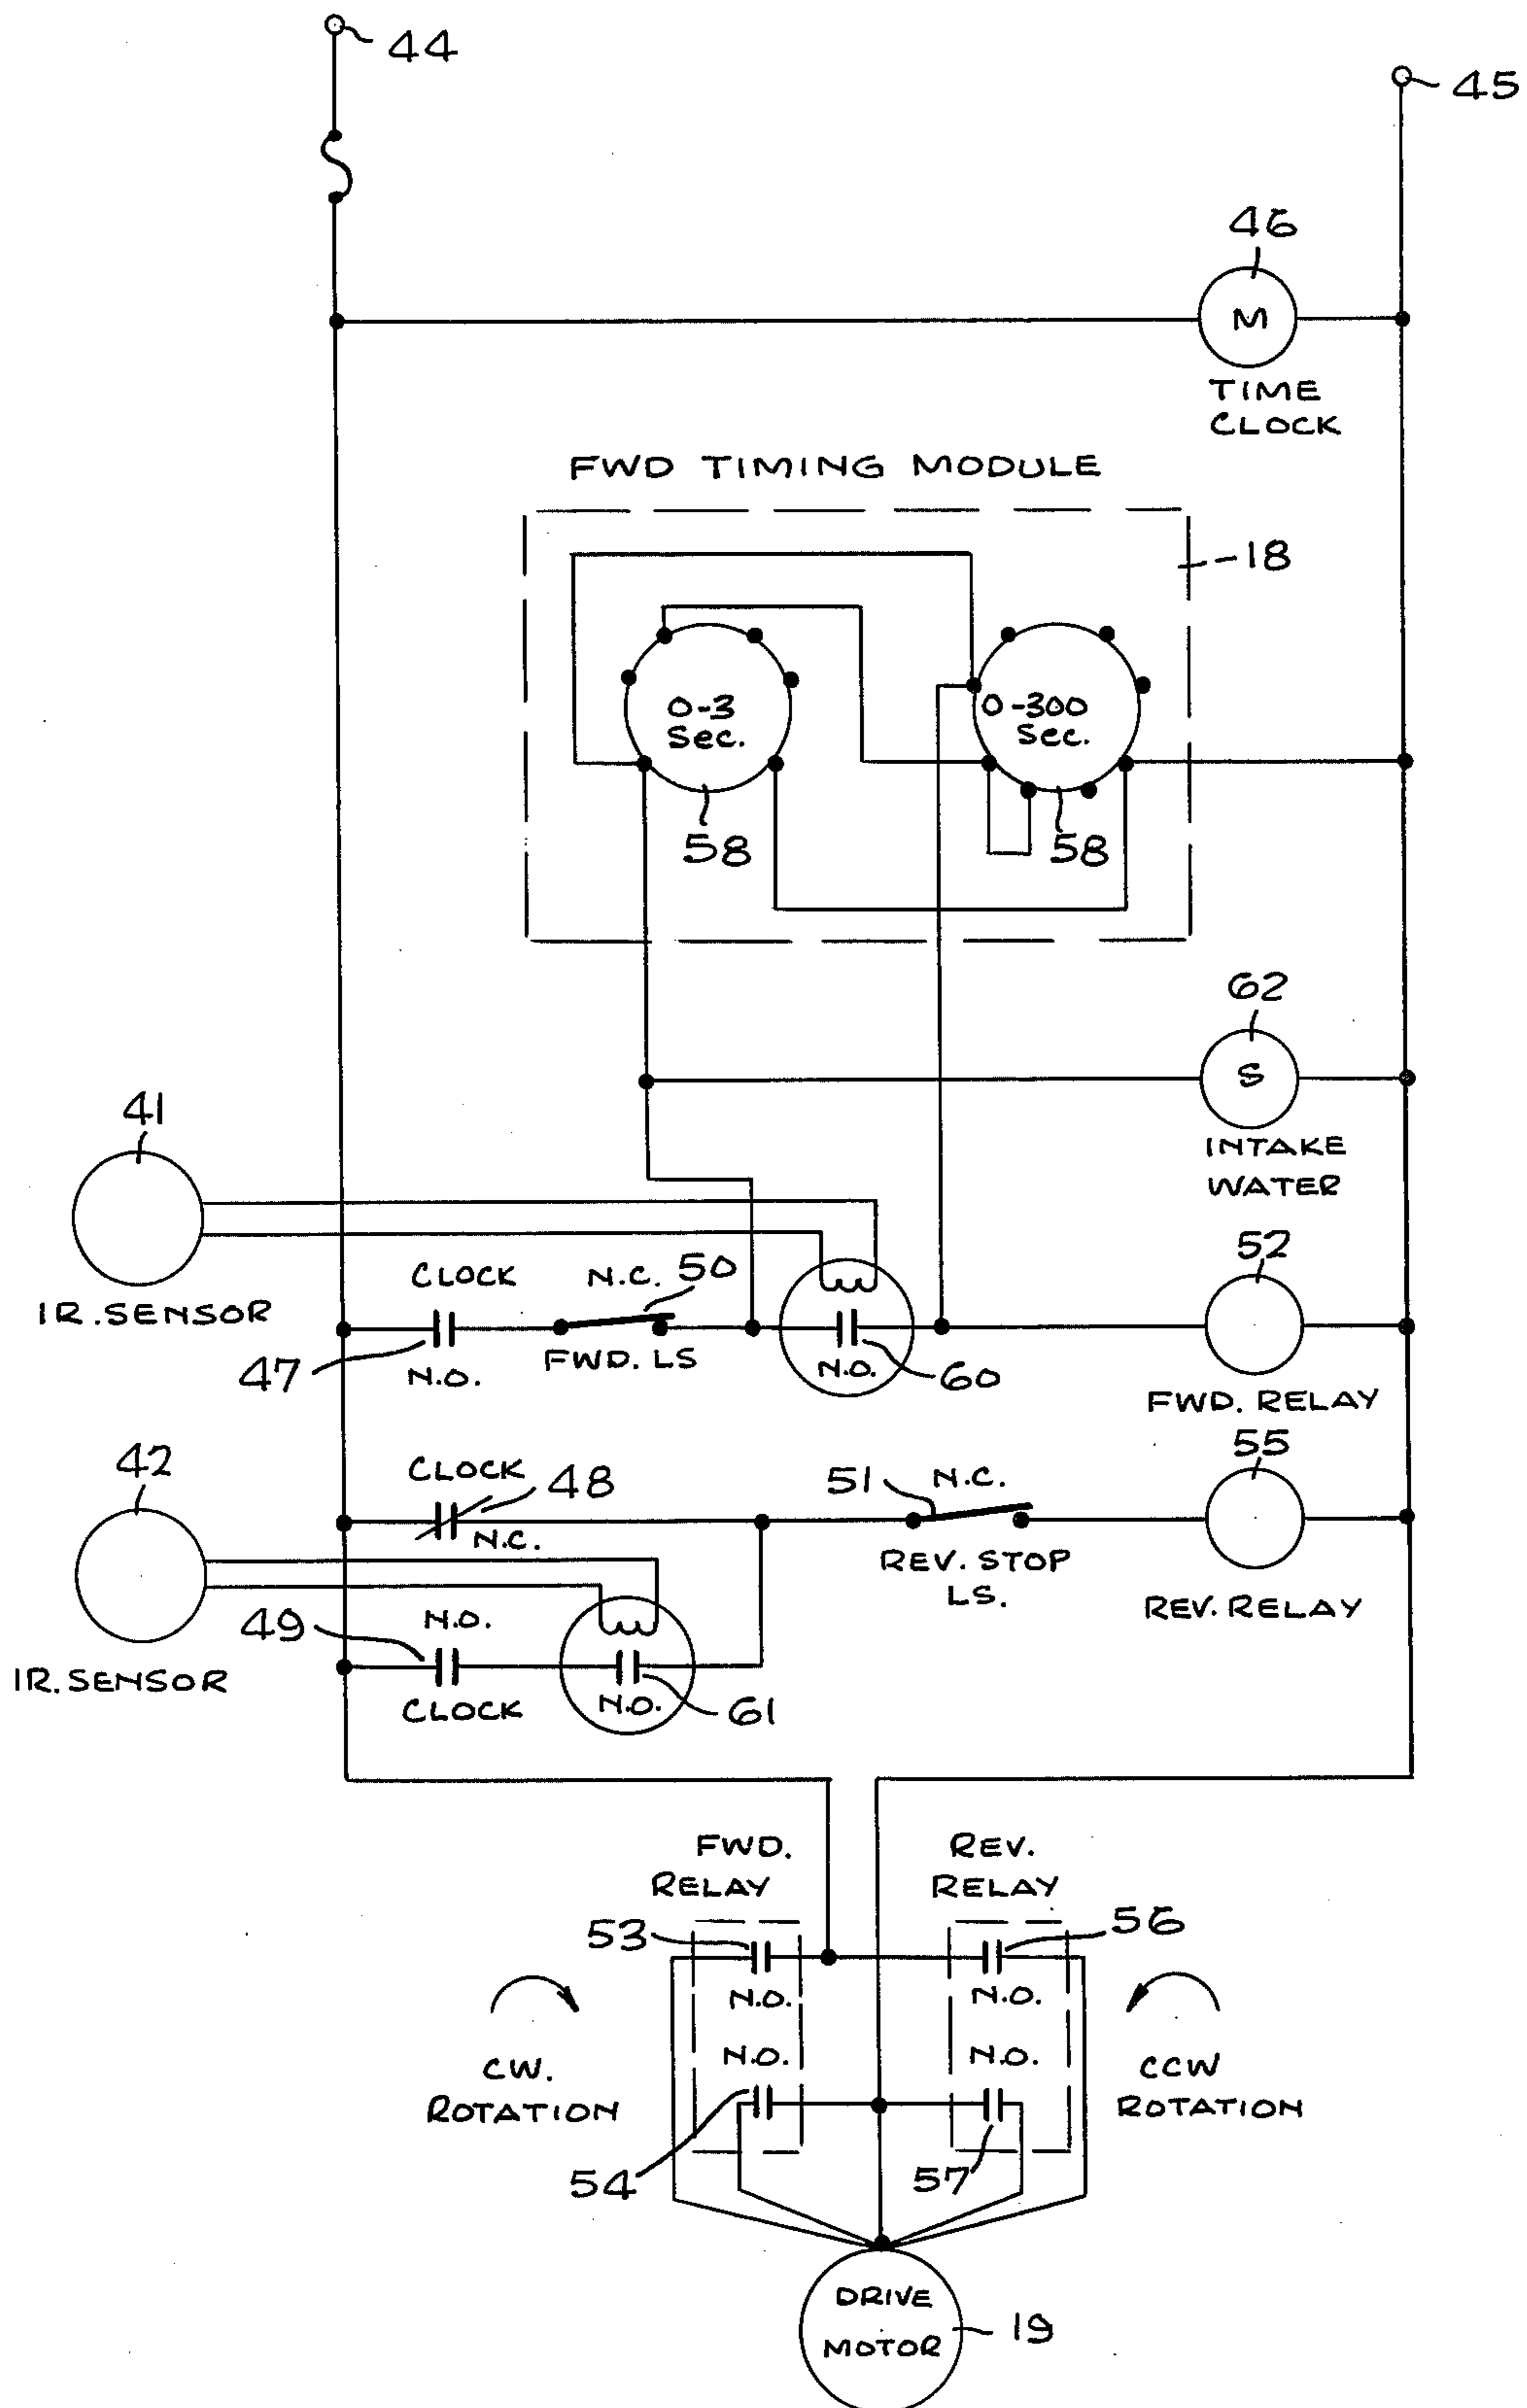 44
45
46
M
TIME
CLOCK
FWD TIMING MODULE
18
0-3
Sec.
0-300
Sec.
58
58
62
S
INTAKE
WATER
41
IR. SENSOR
CLOCK
N.C. 50
52
47
N.O.
FWD. LS
N.O.
60
FWD. RELAY
42
CLOCK
48
N.C.
51
N.C.
55
REV. STOP
LS.
REV. RELAY
IR. SENSOR
49
N.O.
CLOCK
N.O.
61
FWD.
RELAY
REV.
RELAY
53
56
N.O.
N.O.
N.O.
N.O.
CW.
ROTATION
CCW
ROTATION
54
57
DRIVE
MOTOR
19